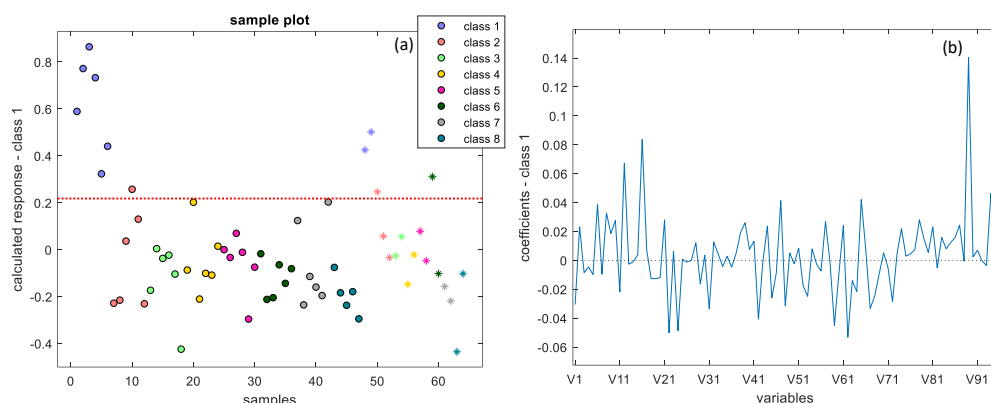 sample plot
(a)
class 1
class 2
class 3
class 4
class 5
class 6
class 7
class 8
calculated response - class 1
0.8
0.6
0.4
0.2
0
-0.2
-0.4
0 10 20 30 40 50 60
samples
(b)
coefficients - class 1
0.14
0.12
0.1
0.08
0.06
0.04
0.02
0
-0.02
-0.04
-0.06
V1 V11 V21 V31 V41 V51 V61 V71 V81 V91
variables